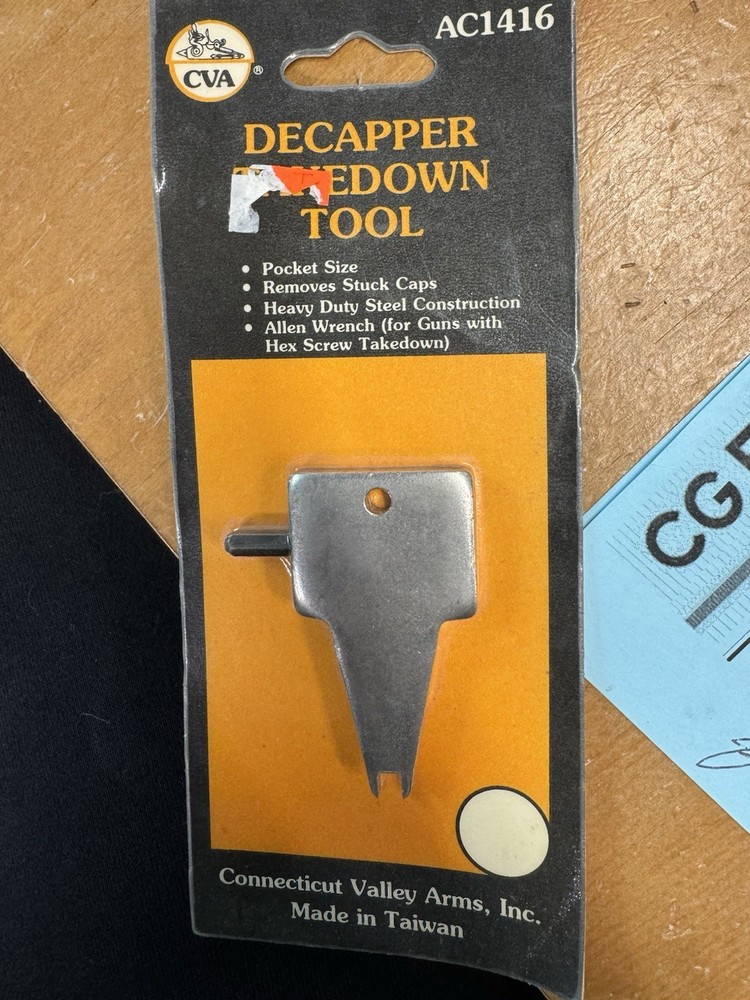 CVA ®
AC1416
DECAPPER
EDOWN
TOOL
• Pocket Size
• Removes Stuck Caps
• Heavy Duty Steel Construction
• Allen Wrench (for Guns with
Hex Screw Takedown)
Connecticut Valley Arms, Inc.
Made in Taiwan
CG